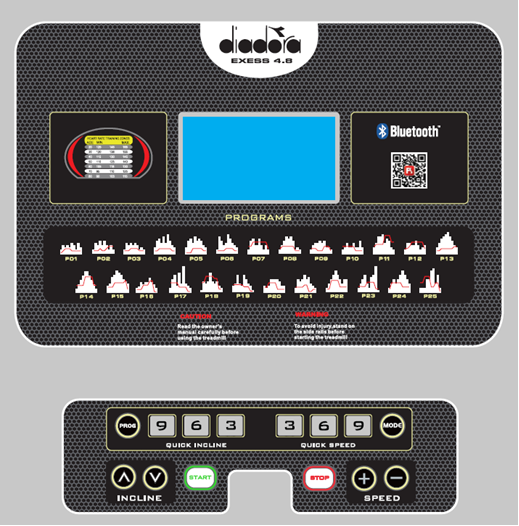 diadora
EXESS 4.8
Bluetooth
PROGRAMS
P01 P02 P03 P04 P05 P06 P07 P08 P09 P10 P11 P12 P13
P14 P15 P16 P17 P18 P19 P20 P21 P22 P23 P24 P25
CAUTION
Read the owner's
manual carefully before
using the treadmill
WARNING
To avoid injury,stand on
the side rails before
starting the treadmill
PROG 9 6 3 3 6 9 MODE
QUICK INCLINE QUICK SPEED
START STOP
INCLINE SPEED